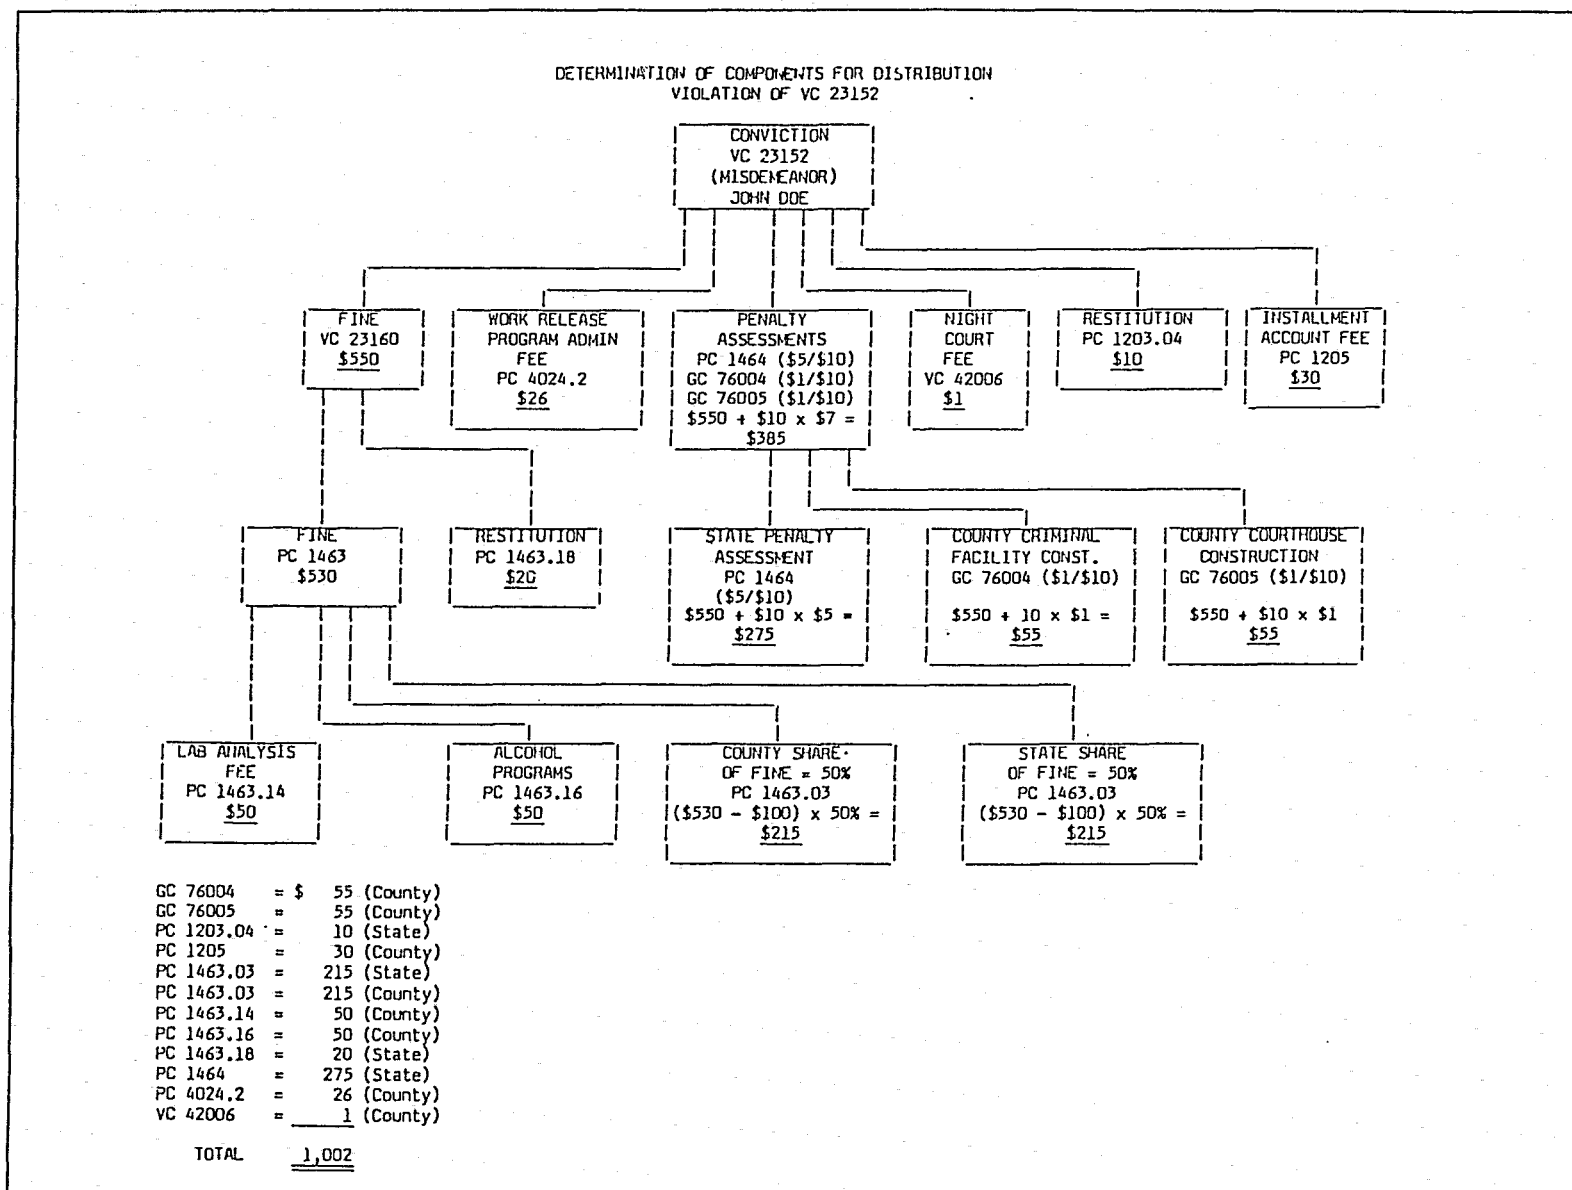 DETERMINATION OF COMPONENTS FOR DISTRIBUTION
VIOLATION OF VC 23152
CONVICTION
VC 23152
(MISDEMEANOR)
JOHN DOE
FINE
VC 23160
$550
WORK RELEASE
PROGRAM ADMIN
FEE
PC 4024.2
$26
PENALTY
ASSESSMENTS
PC 1464 ($5/$10)
GC 76004 ($1/$10)
GC 76005 ($1/$10)
$550 + $10 x $7 =
$385
NIGHT
COURT
FEE
VC 42006
$1
RESTITUTION
PC 1203.04
$10
INSTALLMENT
ACCOUNT FEE
PC 1205
$30
FINE
PC 1463
$530
RESTITUTION
PC 1463.18
$20
STATE PENALTY
ASSESSMENT
PC 1464
($5/$10)
$550 + $10 x $5 =
$275
COUNTY CRIMINAL
FACILITY CONST.
GC 76004 ($1/$10)
$550 + 10 x $1 =
$55
COUNTY COURTHOUSE
CONSTRUCTION
GC 76005 ($1/$10)
$550 + $10 x $1
$55
LAB ANALYSIS
FEE
PC 1463.14
$50
ALCOHOL
PROGRAMS
PC 1463.16
$50
COUNTY SHARE
OF FINE = 50%
PC 1463.03
($530 - $100) x 50% =
$215
STATE SHARE
OF FINE = 50%
PC 1463.03
($530 - $100) x 50% =
$215
GC 76004 = $ 55 (County)
GC 76005 = 55 (County)
PC 1203.04 = 10 (State)
PC 1205 = 30 (County)
PC 1463.03 = 215 (State)
PC 1463.03 = 215 (County)
PC 1463.14 = 50 (County)
PC 1463.16 = 50 (County)
PC 1463.18 = 20 (State)
PC 1464 = 275 (State)
PC 4024.2 = 26 (County)
VC 42006 = 1 (County)
TOTAL 1,002